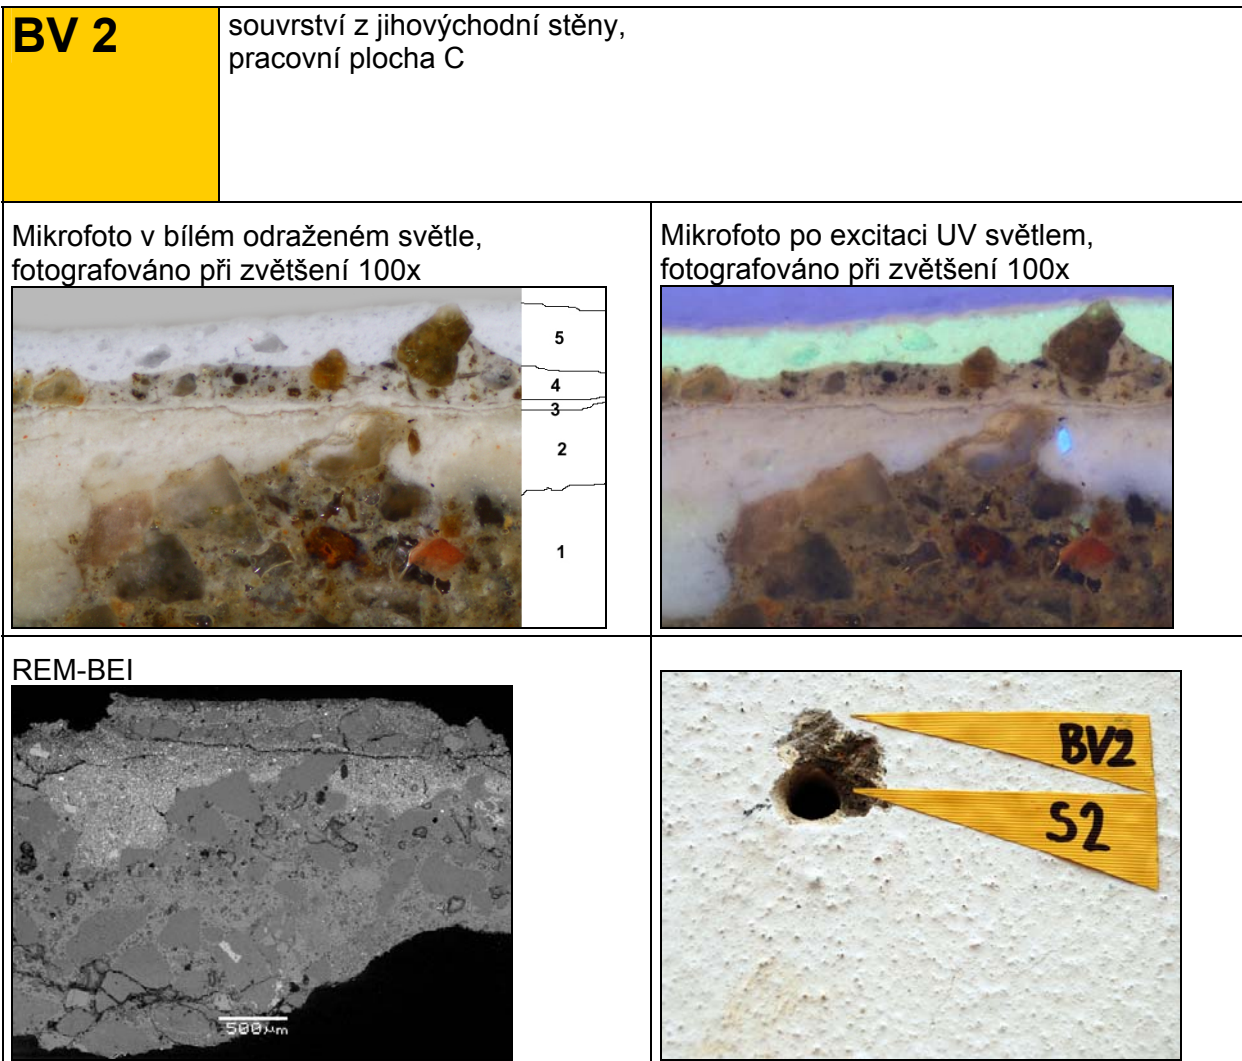 BV 2
souvrství z jihovýchodní stěny,
pracovní plocha C
Mikrofoto v bílém odraženém světle,
fotografováno při zvětšení 100x
5
4
3
2
1
Mikrofoto po excitaci UV světlem,
fotografováno při zvětšení 100x
REM-BEI
500µm
BV2
S2